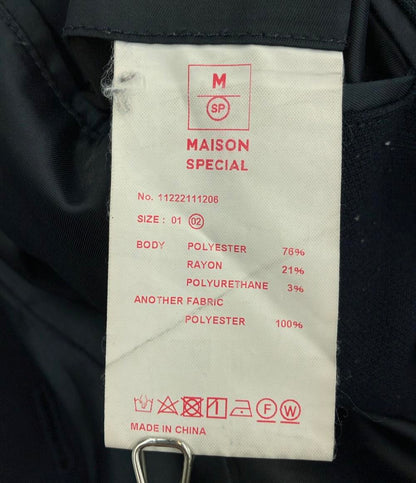 M
SP
MAISON
SPECIAL
No. 11222111206
SIZE : 01 02
BODY POLYESTER 76%
RAYON 21%
POLYURETHANE 3%
ANOTHER FABRIC
POLYESTER 100%
F W
MADE IN CHINA